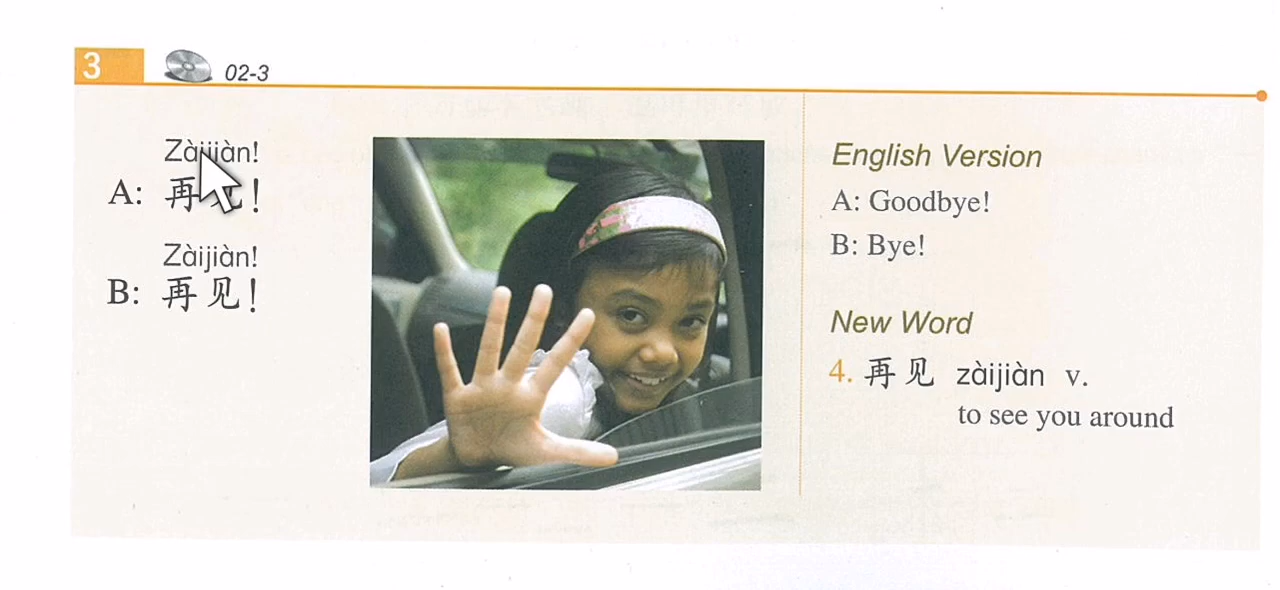 3
02-3
Zàijiàn!
A: 再见!
Zàijiàn!
B: 再见!
English Version
A: Goodbye!
B: Bye!
New Word
4. 再见 zàijiàn v.
to see you around